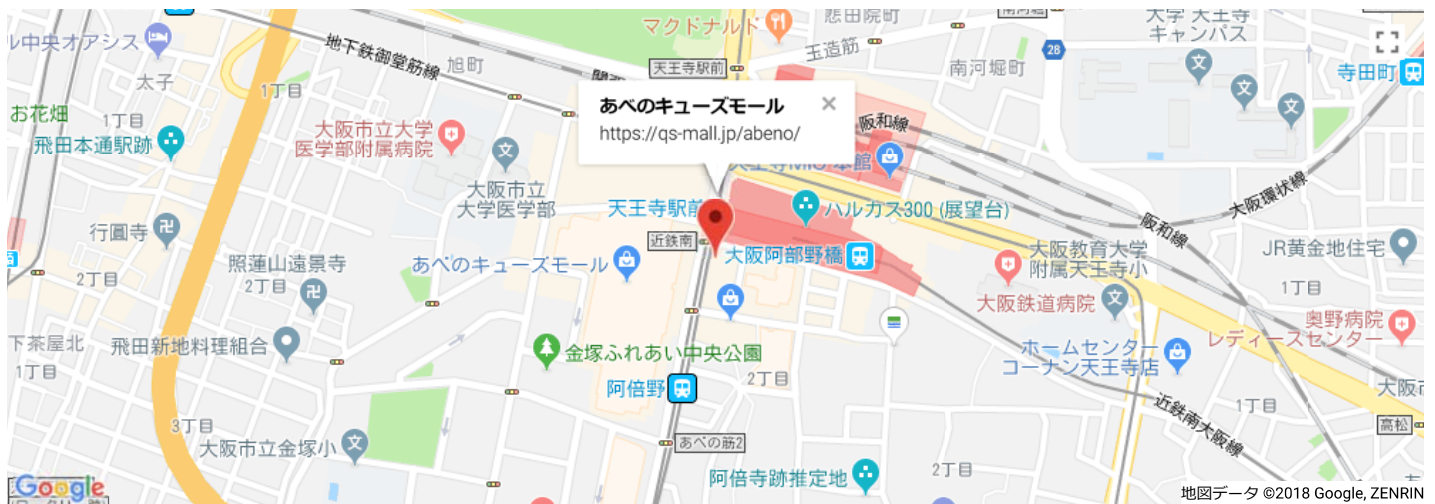 マクドナルド
悲田院町
大学 天王寺
キャンパス
ル中央オアシス
太子
地下鉄御堂筋線
旭町
天王寺駅前
玉造筋
28
南河堀町
寺田町
1丁目
お花畑
1丁目
飛田本通駅跡
大阪市立大学
医学部附属病院
あべのキューズモール
×
https://qs-mall.jp/abeno/
阪和線
大阪市立
大学医学部
天王寺駅前
ハルカス300 (展望台)
大阪環状線
阪和線
行圓寺
近鉄南
大阪阿部野橋
大阪教育大学
附属天王寺小
JR黄金地住宅
2丁目
照蓮山遠景寺
2丁目
あべのキューズモール
大阪鉄道病院
1丁目
奥野病院
レディースセンター
下茶屋北
飛田新地料理組合
金塚ふれあい中央公園
ホームセンター
コーナン天王寺店
1丁目
阿倍野
2丁目
大阪市
近鉄南大阪線
1丁目
高松
3丁目
大阪市立金塚小
あべの筋2
阿倍寺跡推定地
2丁目
Google
地図データ ©2018 Google, ZENRIN